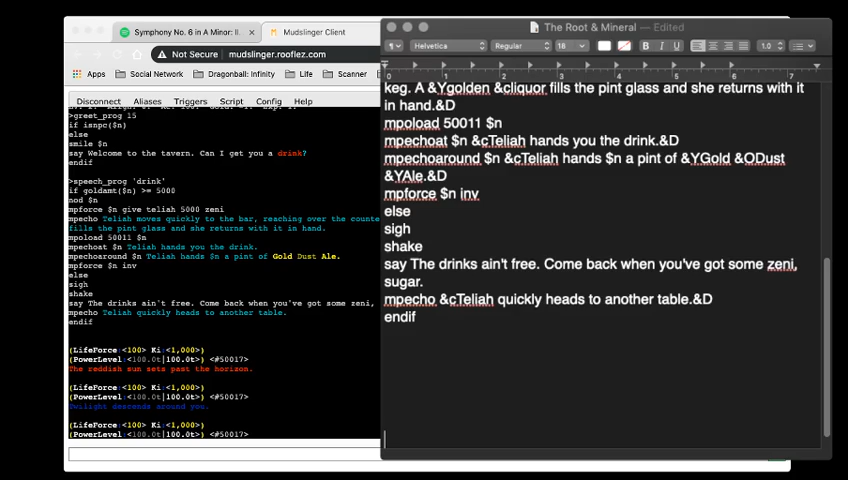 Symphony No. 6 in A Minor: I
Mudslinger Client
Not Secure | mudslinger.rooflez.com
Apps Social Network Dragonball: Infinity Life Scanner
Disconnect Aliases Triggers Script Config Help
>greet_prog 15
if isnpc($n)
else
smile $n
say Welcome to the tavern. Can I get you a drink?
endif
>speech_prog 'drink'
if goldamt($n) >= 5000
nod $n
mpforce $n give teliah 5000 zeni
mpecho Teliah moves quickly to the bar, reaching over the counte
fills the pint glass and she returns with it in hand.
mpoload 50011 $n
mpechoat $n Teliah hands you the drink.
mpechoaround $n Teliah hands $n a pint of Gold Dust Ale.
mpforce $n inv
else
sigh
shake
say The drinks ain't free. Come back when you've got some zeni,
mpecho Teliah quickly heads to another table.
endif
(LifeForce:<100> Ki:<1,000>)
(PowerLevel:<100.0t|100.0t>) <#50017>
The reddish sun sets past the horizon.
(LifeForce:<100> Ki:<1,000>)
(PowerLevel:<100.0t|100.0t>) <#50017>
Twilight descends around you.
(LifeForce:<100> Ki:<1,000>)
(PowerLevel:<100.0t|100.0t>) <#50017>
The Root & Mineral — Edited
Helvetica Regular 18 B I U 1.0
0 1 2 3 4 5 6 7
keg. A &Ygolden &cliquor fills the pint glass and she returns with it
in hand.&D
mpoload 50011 $n
mpechoat $n &cTeliah hands you the drink.&D
mpechoaround $n &cTeliah hands $n a pint of &YGold &ODust
&YAle.&D
mpforce $n inv
else
sigh
shake
say The drinks ain't free. Come back when you've got some zeni,
sugar.
mpecho &cTeliah quickly heads to another table.&D
endif